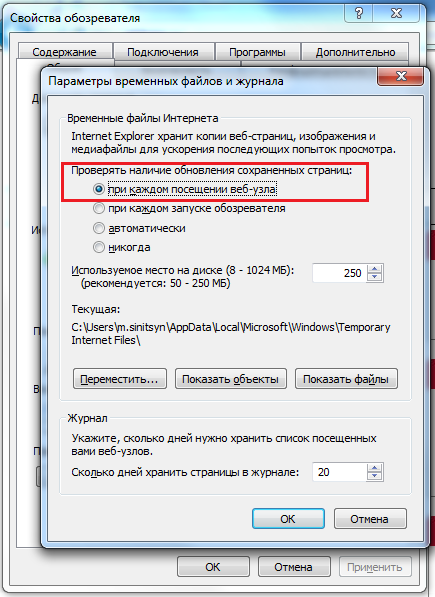 Свойства обозревателя
Содержание Подключения Программы Дополнительно
Параметры временных файлов и журнала
Временные файлы Интернета
Internet Explorer хранит копии веб-страниц, изображения и
медиафайлы для ускорения последующих попыток просмотра.
Проверять наличие обновления сохраненных страниц:
при каждом посещении веб-узла
при каждом запуске обозревателя
автоматически
никогда
Используемое место на диске (8 - 1024 МБ): 250
(рекомендуется: 50 - 250 МБ)
Текущая:
C:\Users\m.sinitsyn\AppData\Local\Microsoft\Windows\Temporary
Internet Files\
Переместить... Показать объекты Показать файлы
Журнал
Укажите, сколько дней нужно хранить список посещенных
вами веб-узлов.
Сколько дней хранить страницы в журнале: 20
ОК Отмена
ОК Отмена Применить